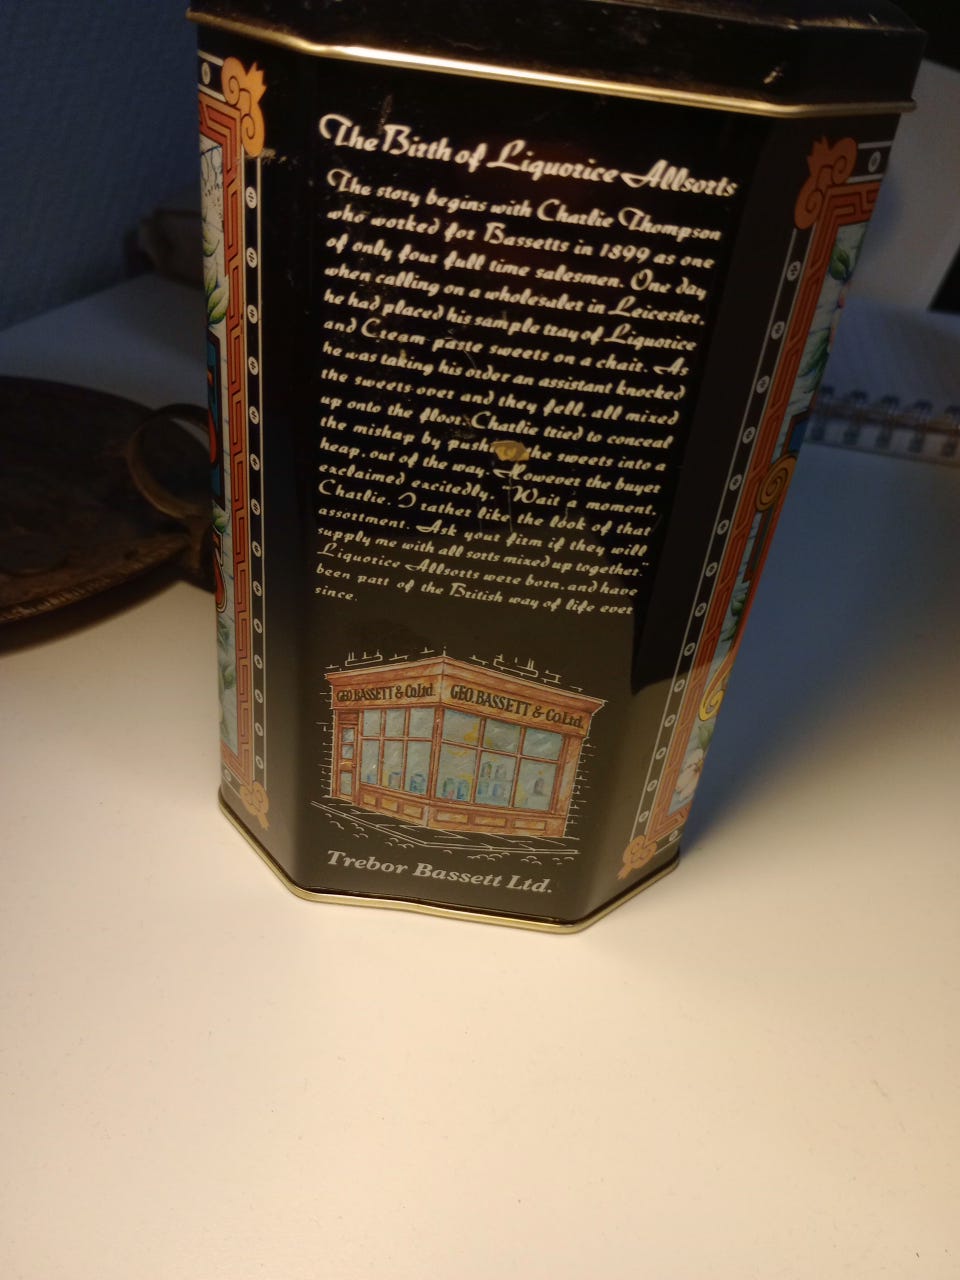 The Birth of Liquorice Allsorts
The story begins with Charlie Thompson
who worked for Bassetts in 1899 as one
of only four full time salesmen. One day
when calling on a wholesaler in Leicester,
he had placed his sample tray of Liquorice
and Cream paste sweets on a chair. As
he was taking his order an assistant knocked
the sweets over and they fell, all mixed
up onto the floor. Charlie tried to conceal
the mishap by push the sweets into a
heap, out of the way. However the buyer
exclaimed excitedly, "Wait a moment,
Charlie, I rather like the look of that
assortment. Ask your firm if they will
supply me with all sorts mixed up together."
Liquorice Allsorts were born, and have
been part of the British way of life ever
since.
GEO. BASSETT & Co Ltd. GEO. BASSETT & Co. Ltd.
Trebor Bassett Ltd.